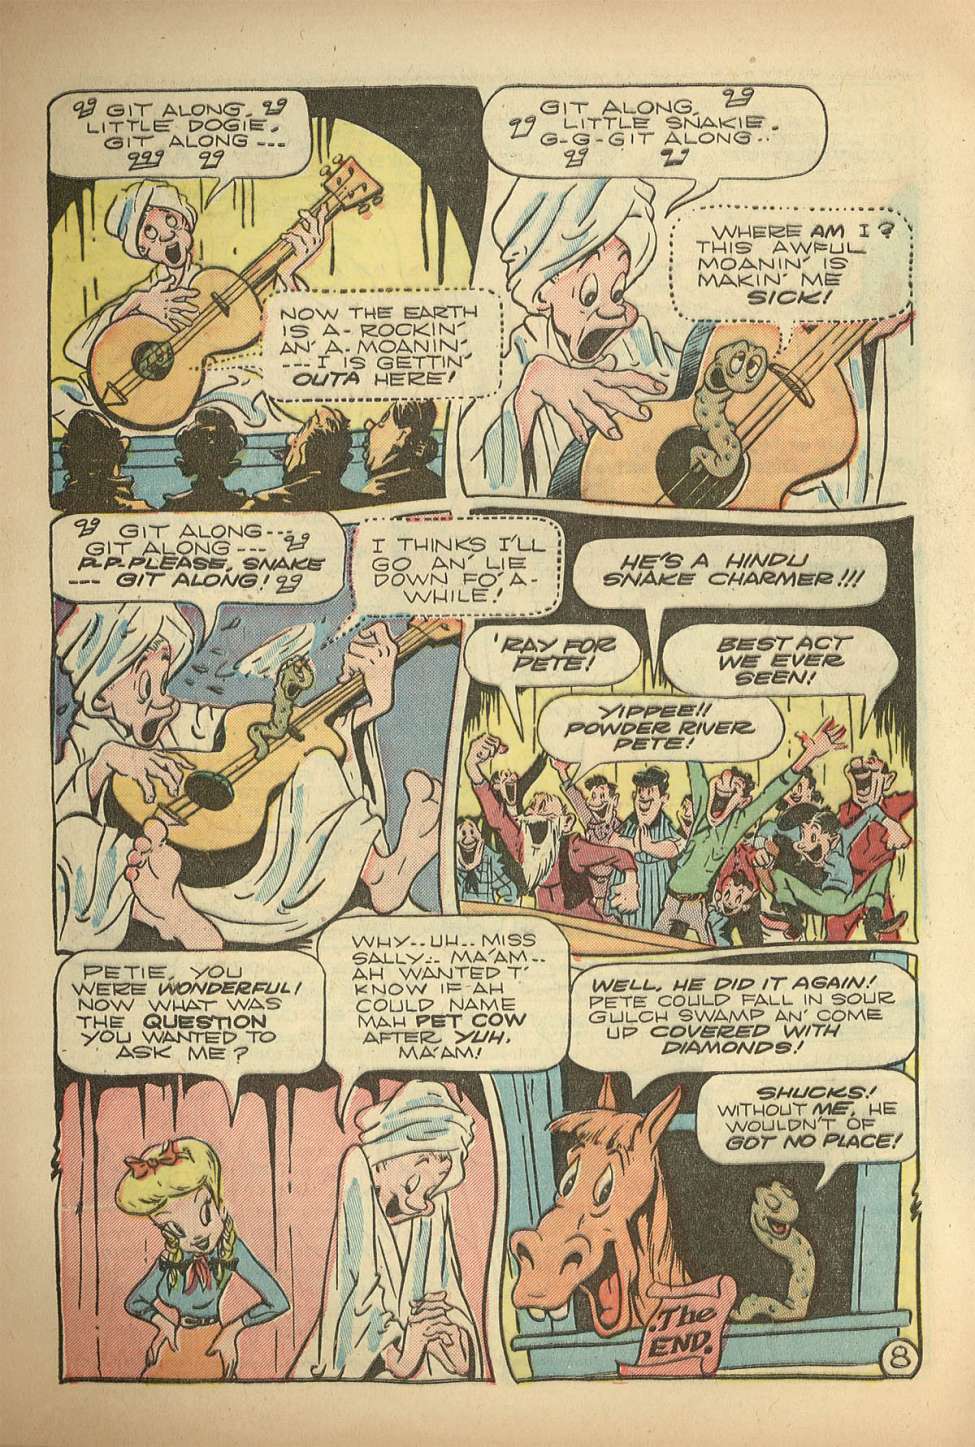 GIT ALONG,
LITTLE DOGIE,
GIT ALONG ---
NOW THE EARTH
IS A-ROCKIN'
AN' A-MOANIN'
--- I IS GETTIN'
OUTA HERE!
GIT ALONG,
LITTLE SNAKIE,
G-G-GIT ALONG--
WHERE AM I?
THIS AWFUL
MOANIN' IS
MAKIN' ME
SICK!
GIT ALONG---
GIT ALONG ---
P-P-PLEASE, SNAKE
--- GIT ALONG!
I THINKS I'LL
GO AN' LIE
DOWN FO' A-
WHILE!
HE'S A HINDU
SNAKE CHARMER!!!
'RAY FOR
PETE!
BEST ACT
WE EVER
SEEN!
YIPPEE!!
POWDER RIVER
PETE!
PETIE, YOU
WERE WONDERFUL!
NOW WHAT WAS
THE QUESTION
YOU WANTED TO
ASK ME?
WHY--UH-- MISS
SALLY-- MA'AM--
AH WANTED T'
KNOW IF AH
COULD NAME
MAH PET COW
AFTER YUH,
MA'AM!
WELL, HE DID IT AGAIN!
PETE COULD FALL IN SOUR
GULCH SWAMP AN' COME
UP COVERED WITH
DIAMONDS!
SHUCKS!
WITHOUT ME, HE
WOULDN'T OF
GOT NO PLACE!
The
END.
8